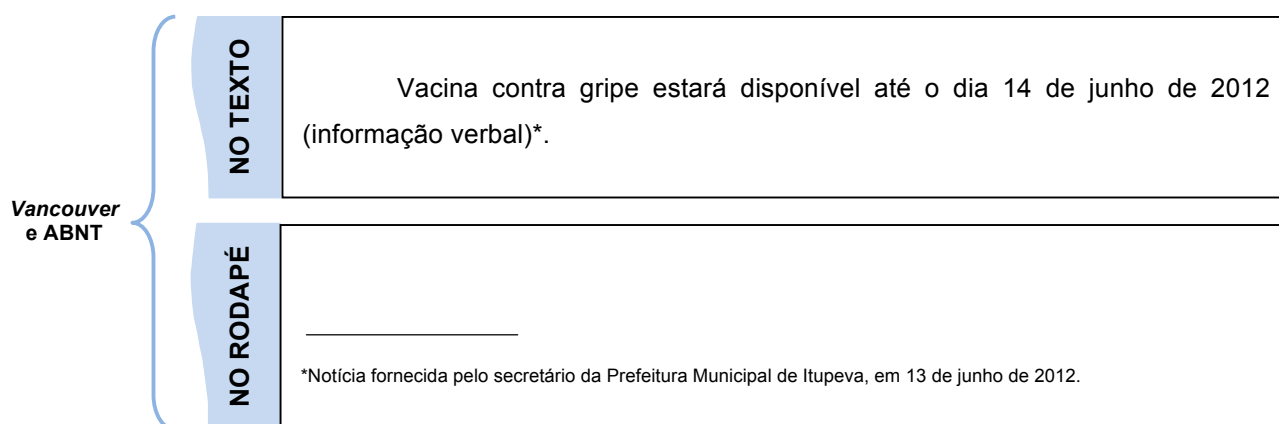 Vancouver
e ABNT
NO TEXTO
Vacina contra gripe estará disponível até o dia 14 de junho de 2012
(informação verbal)*.
NO RODAPÉ
*Notícia fornecida pelo secretário da Prefeitura Municipal de Itupeva, em 13 de junho de 2012.